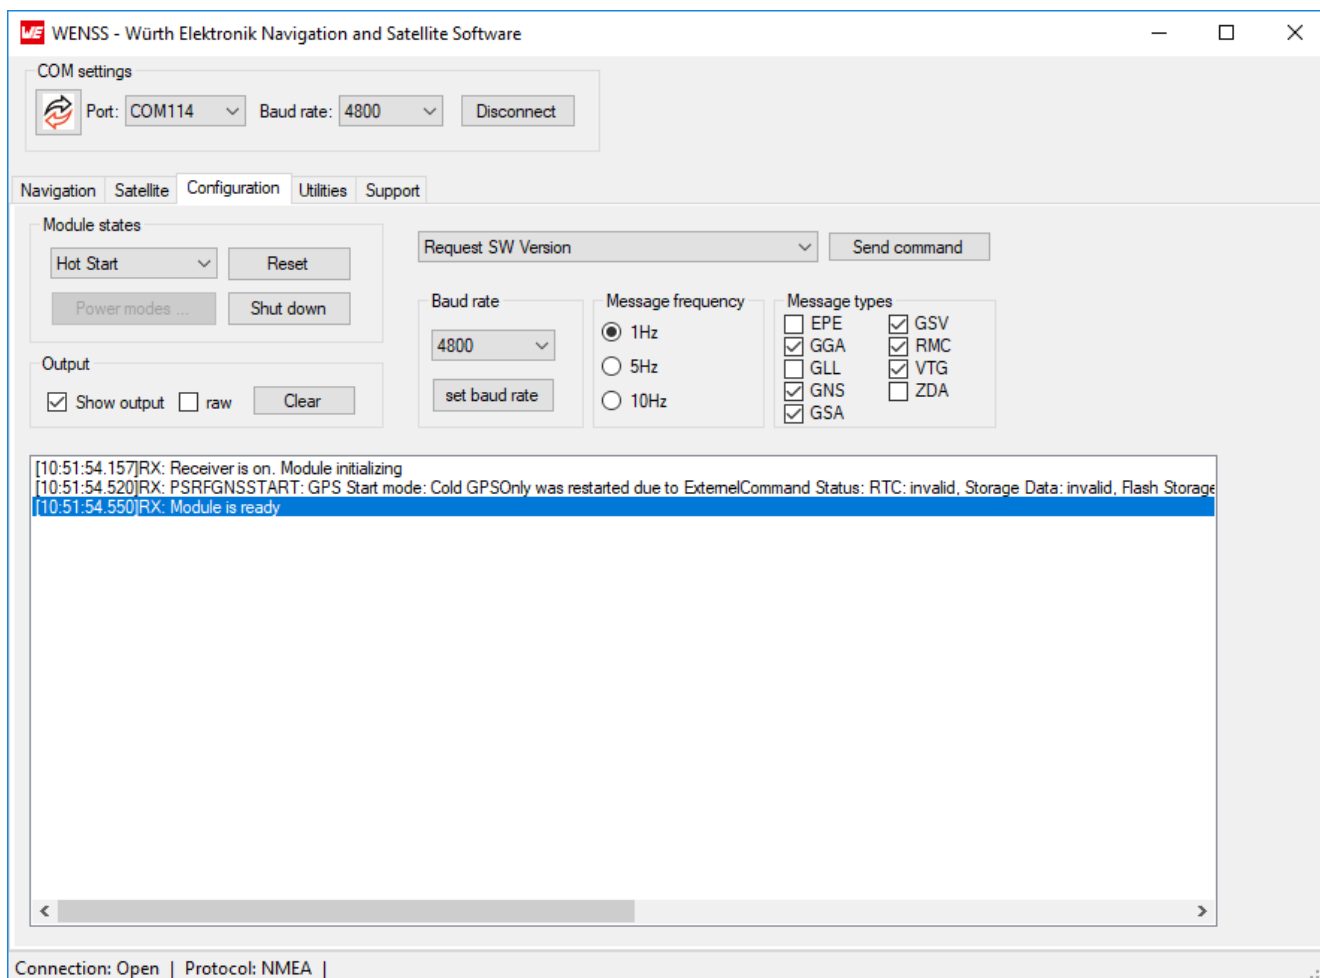 WE WENSS - Würth Elektronik Navigation and Satellite Software
COM settings
Port: COM114 Baud rate: 4800 Disconnect
Navigation Satellite Configuration Utilities Support
Module states
Hot Start Reset
Power modes ... Shut down
Request SW Version Send command
Output
Show output raw Clear
Baud rate
4800
set baud rate
Message frequency
1Hz
5Hz
10Hz
Message types
EPE GSV
GGA RMC
GLL VTG
GNS ZDA
GSA
[10:51:54.157]RX: Receiver is on. Module initializing
[10:51:54.520]RX: PSRFGNSSTART: GPS Start mode: Cold GPSOnly was restarted due to ExternelCommand Status: RTC: invalid, Storage Data: invalid, Flash Storage
[10:51:54.550]RX: Module is ready
Connection: Open | Protocol: NMEA |